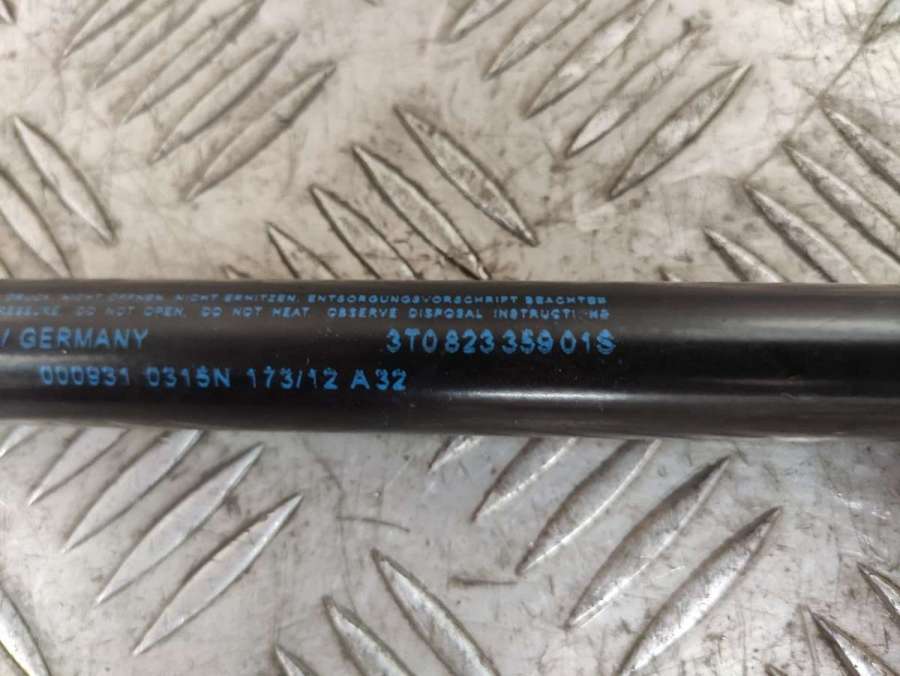 DRUCK. NICHT ÖFFNEN, NICHT ERHITZEN, ENTSORGUNGSVORSCHRIFT BEACHTEN
PRESSURE. DO NOT OPEN, DO NOT HEAT. OBSERVE DISPOSAL INSTRUCTIONS
/ GERMANY 3T0 823 359 01S
000931 0315N 173/12 A32